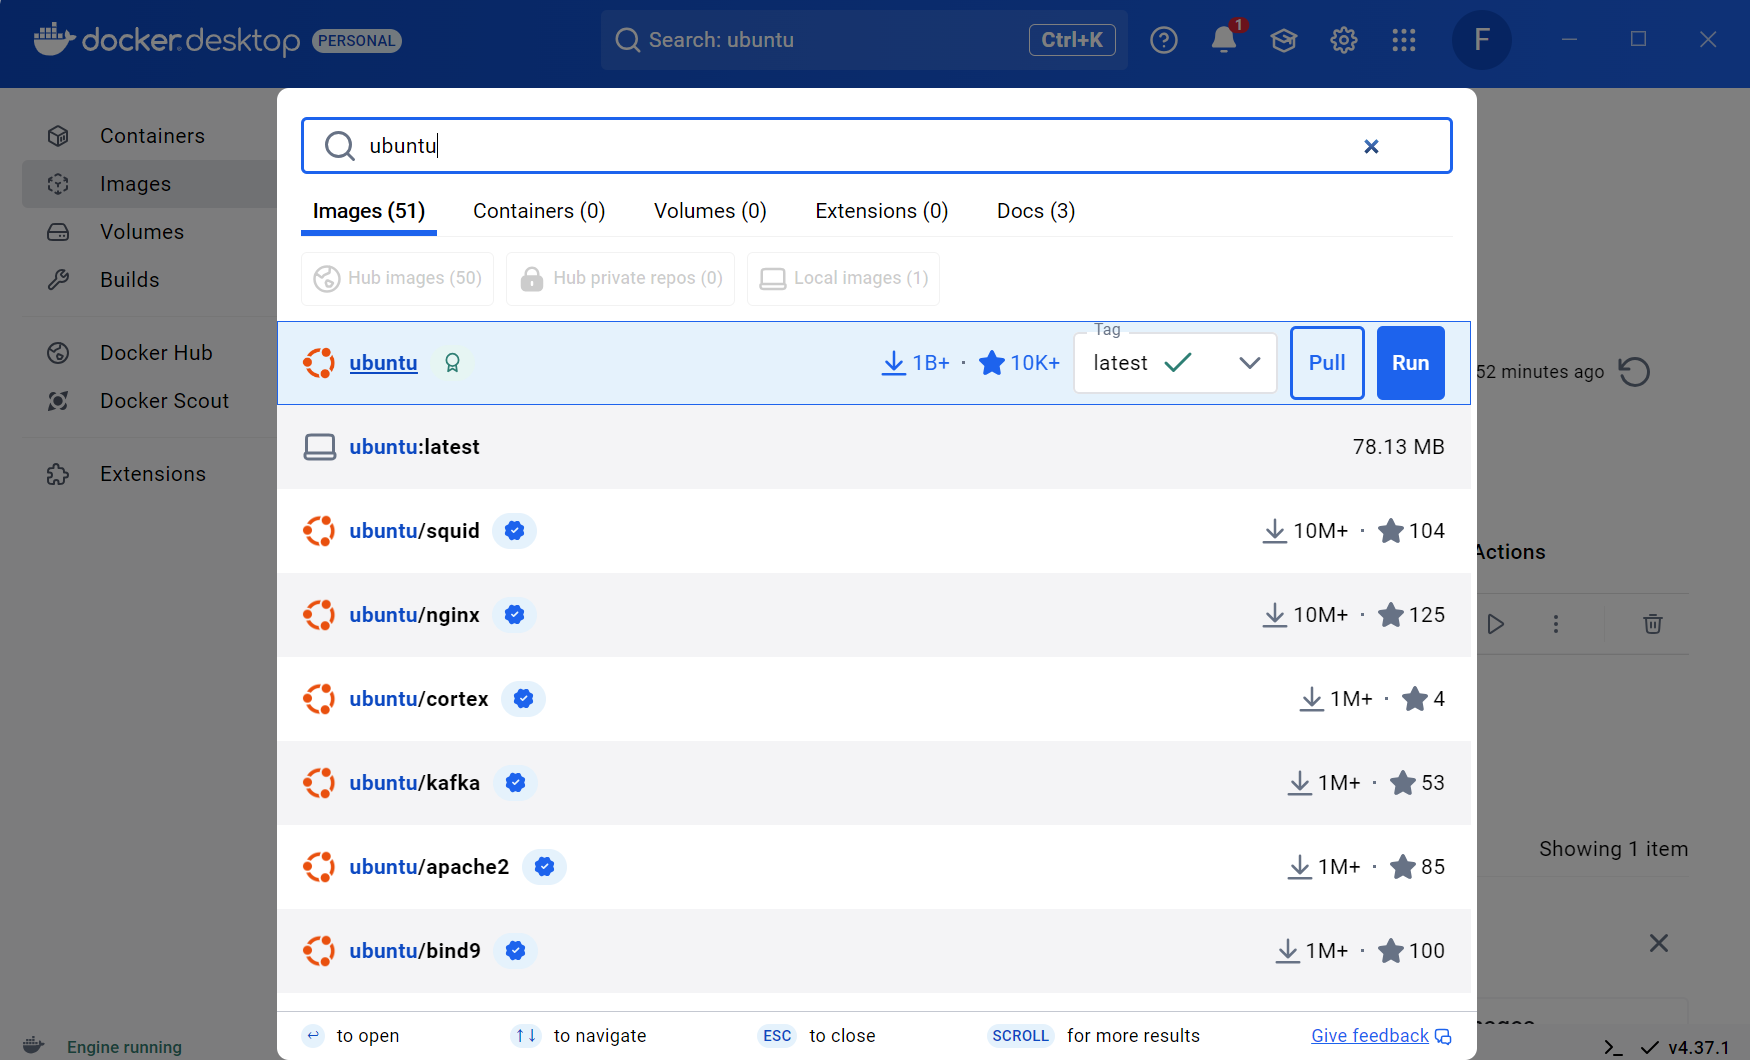 docker.desktop PERSONAL
Search: ubuntu Ctrl+K 1 F
ubuntu
Containers
Images
Volumes
Builds
Docker Hub
Docker Scout
Extensions
Images (51) Containers (0) Volumes (0) Extensions (0) Docs (3)
Hub images (50) Hub private repos (0) Local images (1)
Tag
ubuntu 1B+ · 10K+ latest Pull Run
52 minutes ago
ubuntu:latest 78.13 MB
ubuntu/squid 10M+ · 104
Actions
ubuntu/nginx 10M+ · 125
ubuntu/cortex 1M+ · 4
ubuntu/kafka 1M+ · 53
ubuntu/apache2 1M+ · 85
Showing 1 item
ubuntu/bind9 1M+ · 100
to open to navigate ESC to close SCROLL for more results Give feedback
Engine running v4.37.1